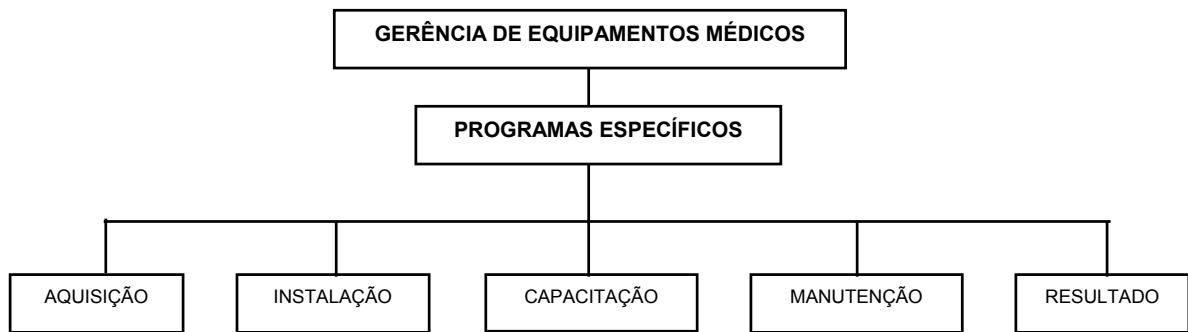 GERÊNCIA DE EQUIPAMENTOS MÉDICOS
PROGRAMAS ESPECÍFICOS
AQUISIÇÃO
INSTALAÇÃO
CAPACITAÇÃO
MANUTENÇÃO
RESULTADO